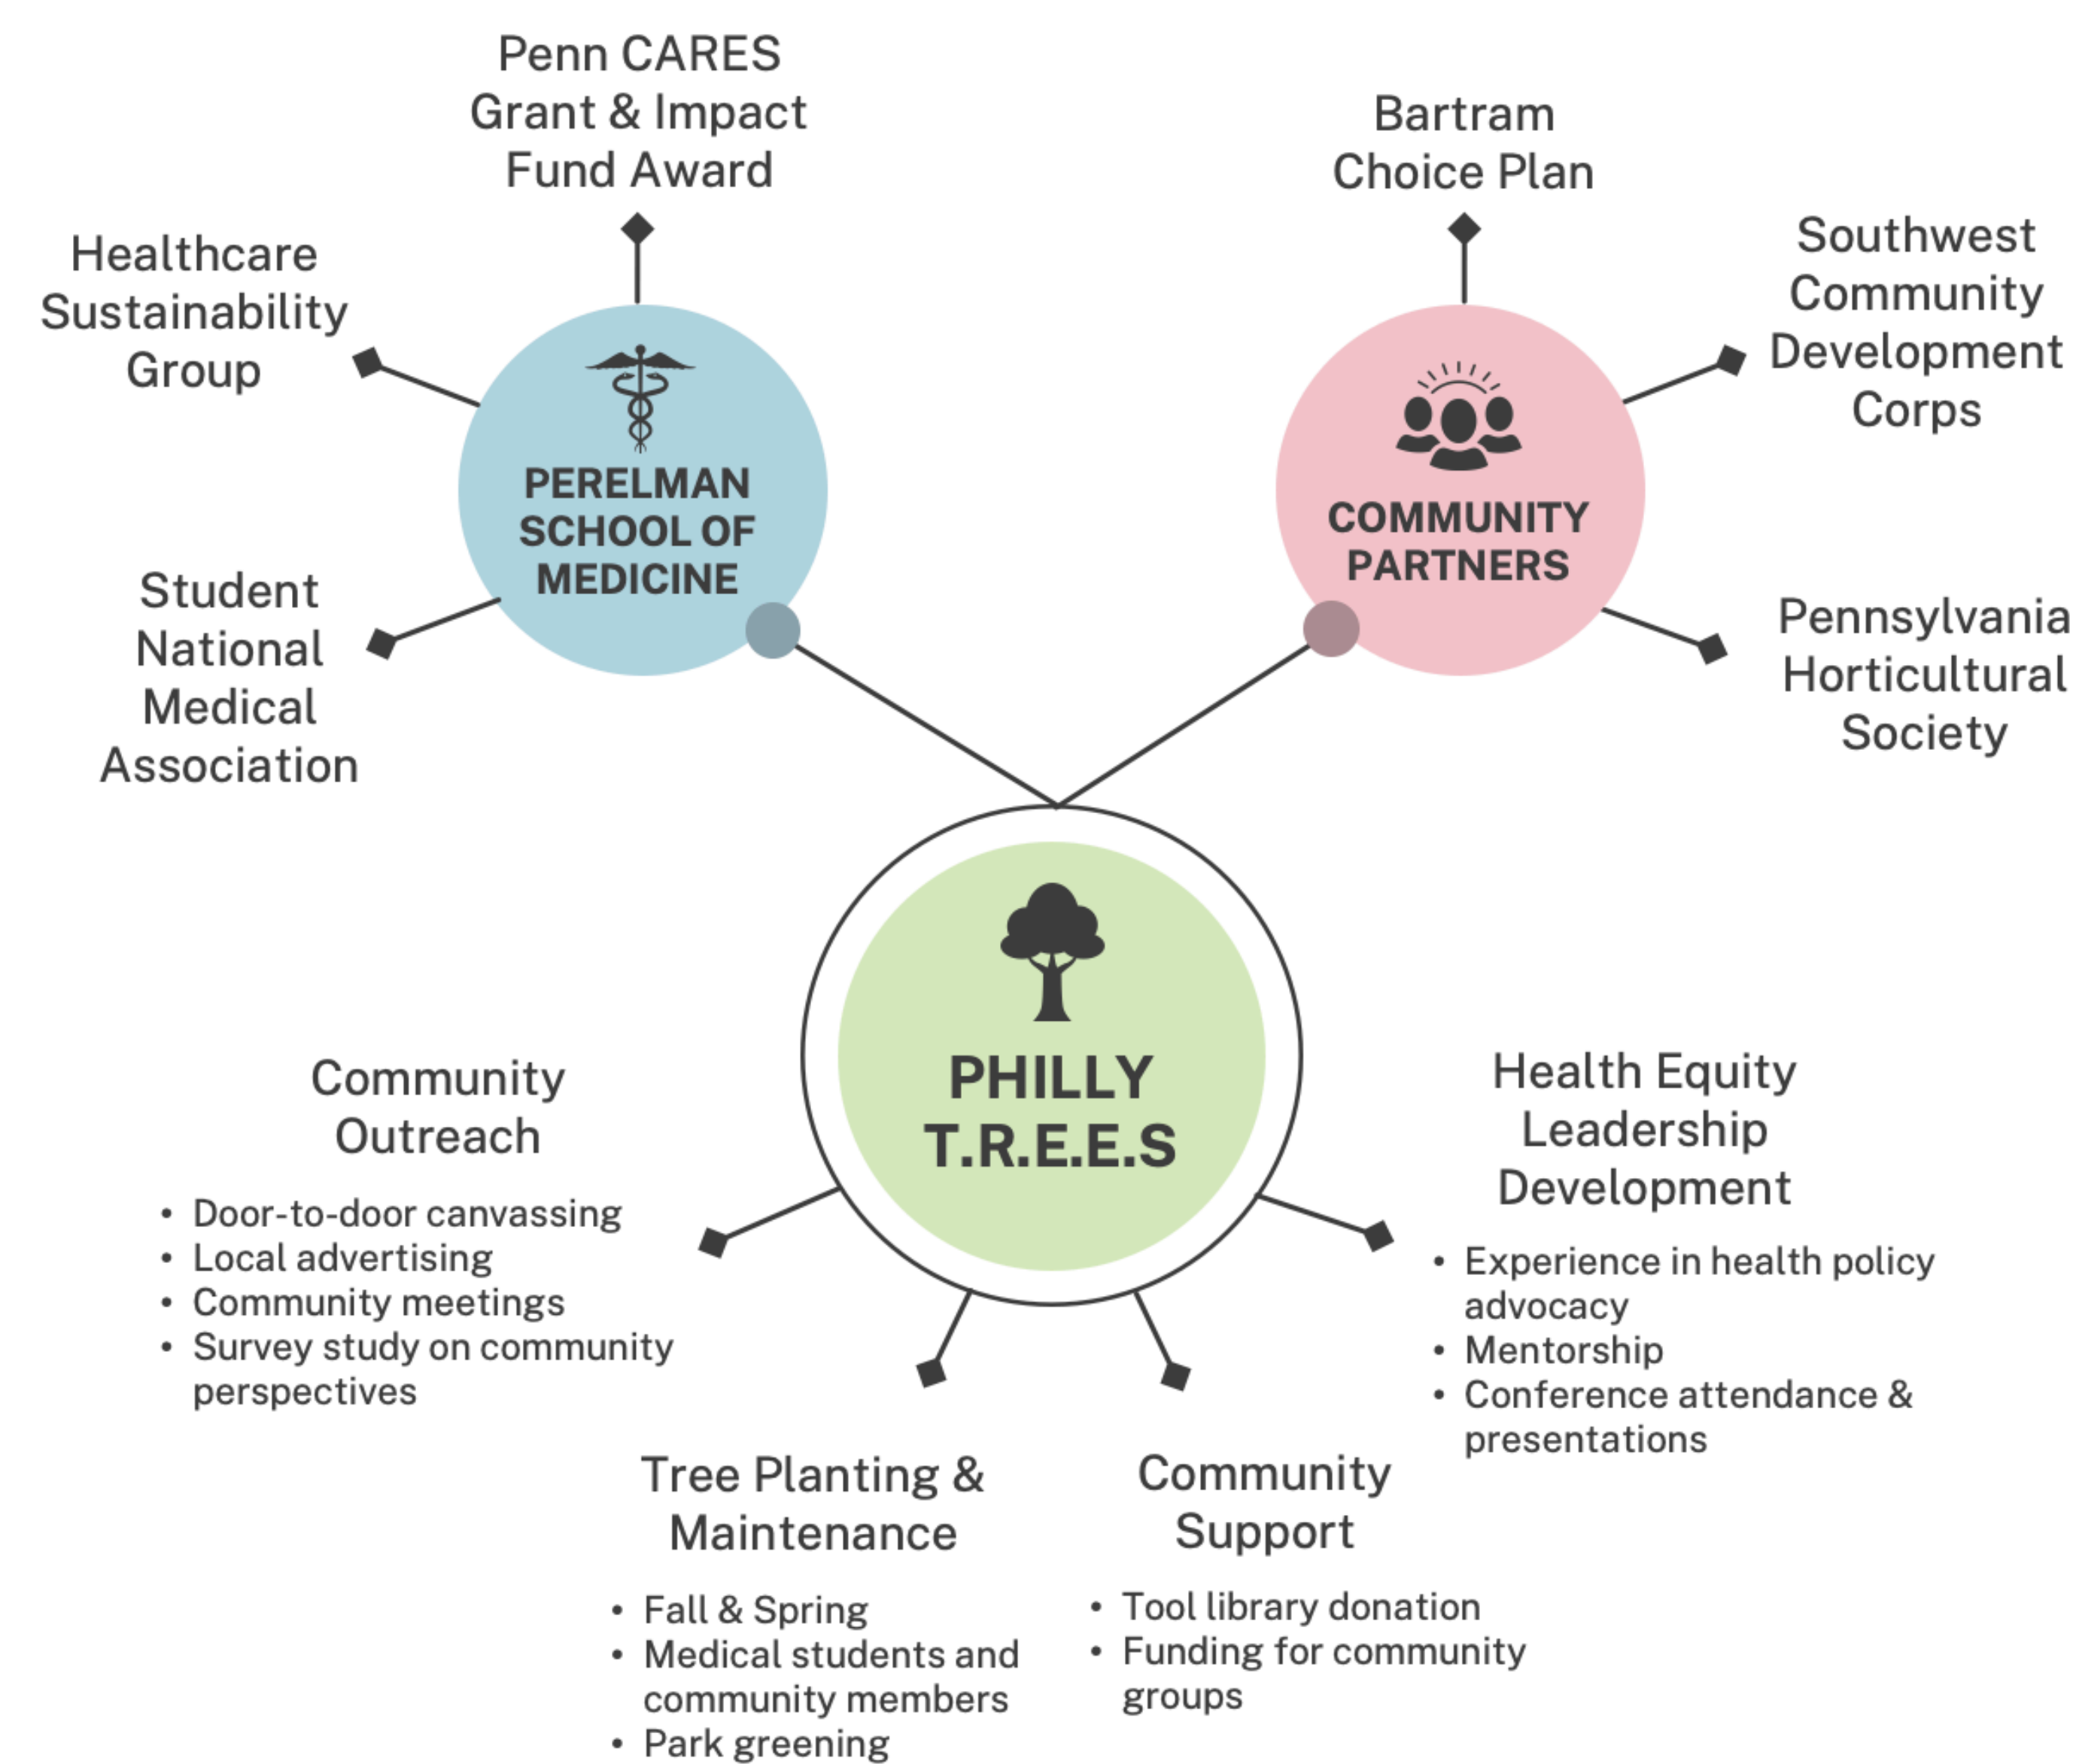 Penn CARES
Grant & Impact
Fund Award
Healthcare
Sustainability
Group
Student
National
Medical
Association
PERELMAN
SCHOOL OF
MEDICINE
Bartram
Choice Plan
Southwest
Community
Development
Corps
Pennsylvania
Horticultural
Society
COMMUNITY
PARTNERS
PHILLY
T.R.E.E.S
Community
Outreach
• Door-to-door canvassing
• Local advertising
• Community meetings
• Survey study on community
perspectives
Tree Planting &
Maintenance
• Fall & Spring
• Medical students and
community members
• Park greening
Community
Support
• Tool library donation
• Funding for community
groups
Health Equity
Leadership
Development
• Experience in health policy
advocacy
• Mentorship
• Conference attendance &
presentations